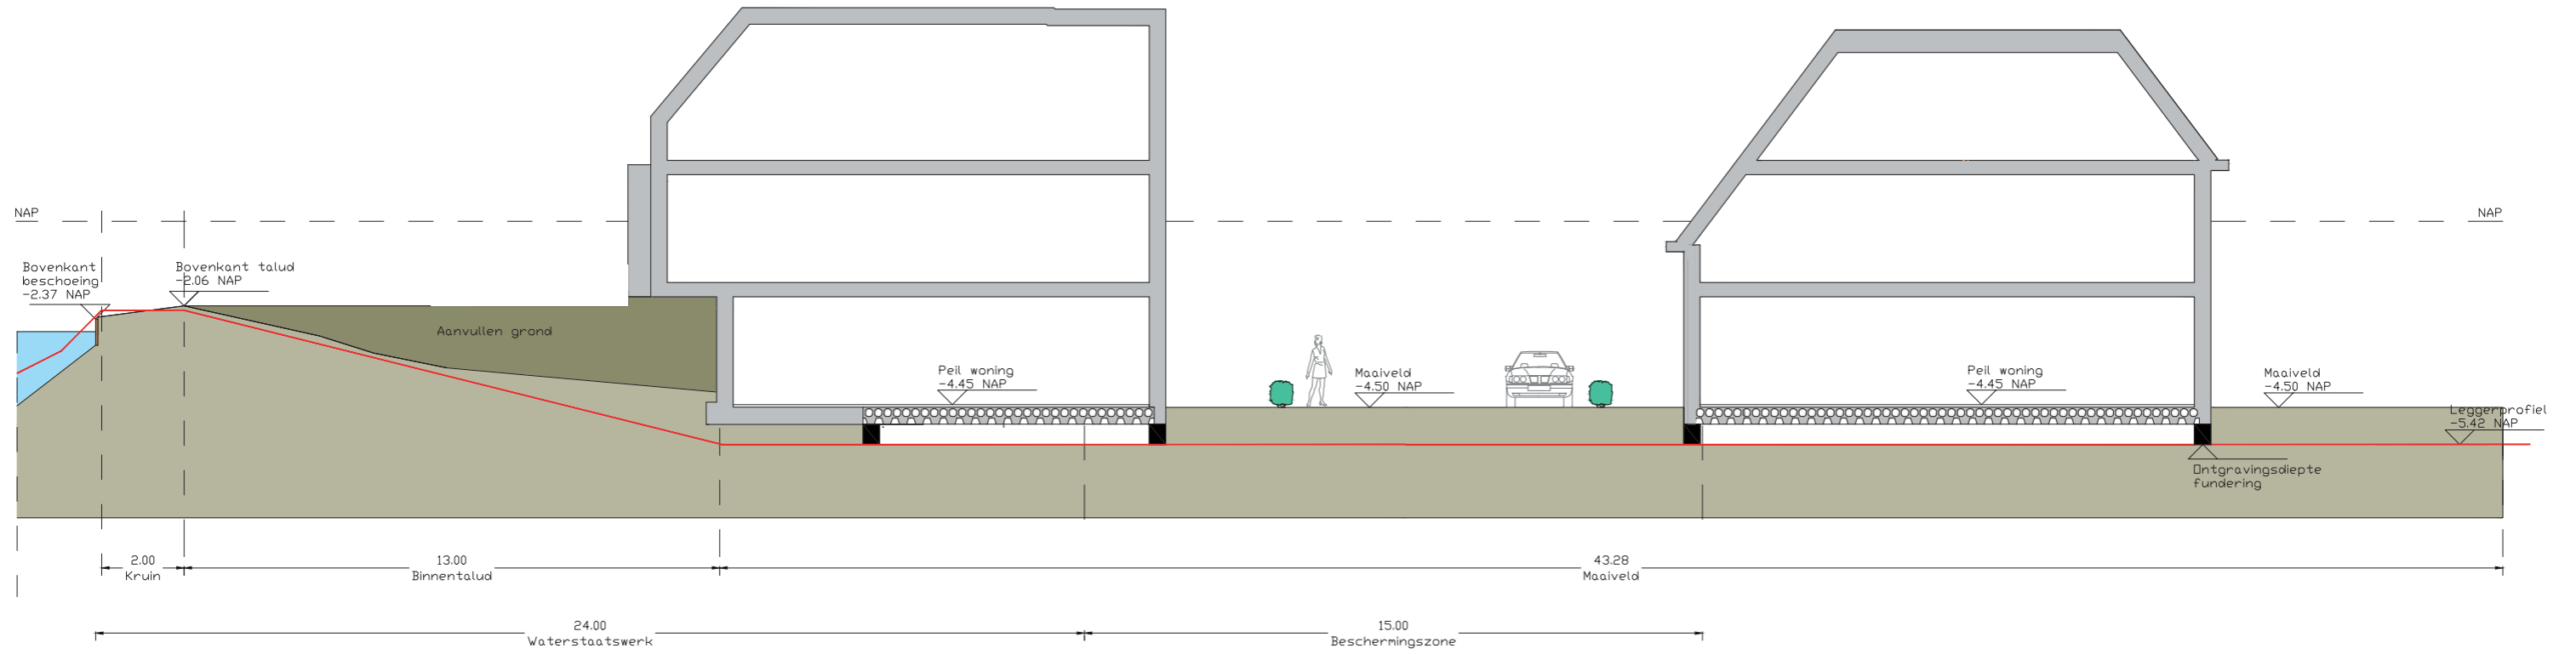 NAP
NAP
Bovenkant
beschoeing
-2.37 NAP
Bovenkant talud
-2.06 NAP
Aanvullen grond
Peil woning
-4.45 NAP
Maaiveld
-4.50 NAP
Peil woning
-4.45 NAP
Maaiveld
-4.50 NAP
Leggerprofiel
-5.42 NAP
Ontgravingsdiepte
fundering
2.00
Kruin
13.00
Binnentalud
43.28
Maaiveld
24.00
Waterstaatswerk
15.00
Beschermingszone